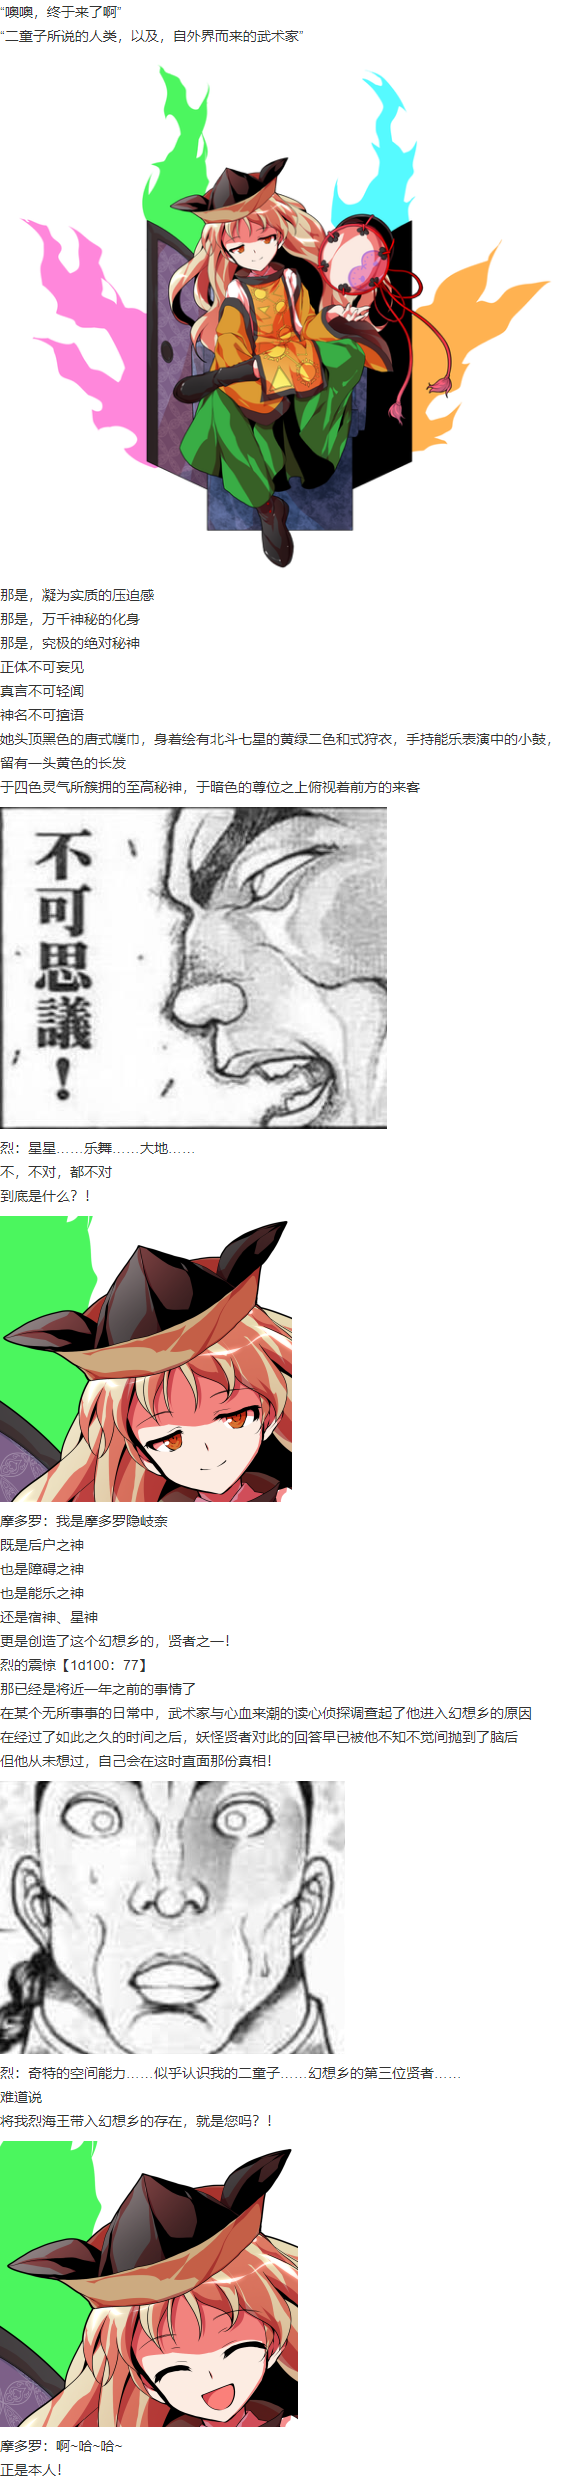 “噢噢，终于来了啊”
“二童子所说的人类，以及，自外界而来的武术家”
那是，凝为实质的压迫感
那是，万千神秘的化身
那是，究极的绝对秘神
正体不可妄见
真言不可轻闻
神名不可擅语
她头顶黑色的唐式幞巾，身着绘有北斗七星的黄绿二色和式狩衣，手持能乐表演中的小鼓，
留有一头黄色的长发
于四色灵气所簇拥的至高秘神，于暗色的尊位之上俯视着前方的来客
不可思議！
烈：星星……乐舞……大地……
不，不对，都不对
到底是什么？！
摩多罗：我是摩多罗隐岐奈
既是后户之神
也是障碍之神
也是能乐之神
还是宿神、星神
更是创造了这个幻想乡的，贤者之一！
烈的震惊【1d100：77】
那已经是将近一年之前的事情了
在某个无所事事的日常中，武术家与心血来潮的读心侦探调查起了他进入幻想乡的原因
在经过了如此之久的时间之后，妖怪贤者对此的回答早已被他不知不觉间抛到了脑后
但他从未想过，自己会在这时直面那份真相！
烈：奇特的空间能力……似乎认识我的二童子……幻想乡的第三位贤者……
难道说
将我烈海王带入幻想乡的存在，就是您吗？！
摩多罗：啊~哈~哈~
正是本人！